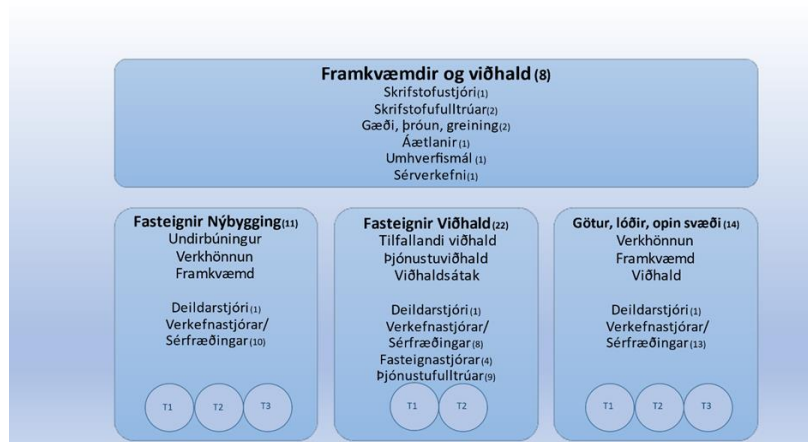 Framkvæmdir og viðhald (8)
Skrifstofustjóri(1)
Skrifstofufulltrúar(2)
Gæði, þróun, greining(2)
Áætlanir (1)
Umhverfismál (1)
Sérverkefni(1)
Fasteignir Nýbygging(11)
Undirbúningur
Verkhönnun
Framkvæmd
Deildarstjóri(1)
Verkefnastjórar/
Sérfræðingar(10)
T1 T2 T3
Fasteignir Viðhald(22)
Tilfallandi viðhald
Þjónustuviðhald
Viðhaldsátak
Deildarstjóri(1)
Verkefnastjórar/
Sérfræðingar(8)
Fasteignastjórar(4)
Þjónustufulltrúar(9)
T1 T2
Götur, lóðir, opin svæði(14)
Verkhönnun
Framkvæmd
Viðhald
Deildarstjóri(1)
Verkefnastjórar/
Sérfræðingar(13)
T1 T2 T3